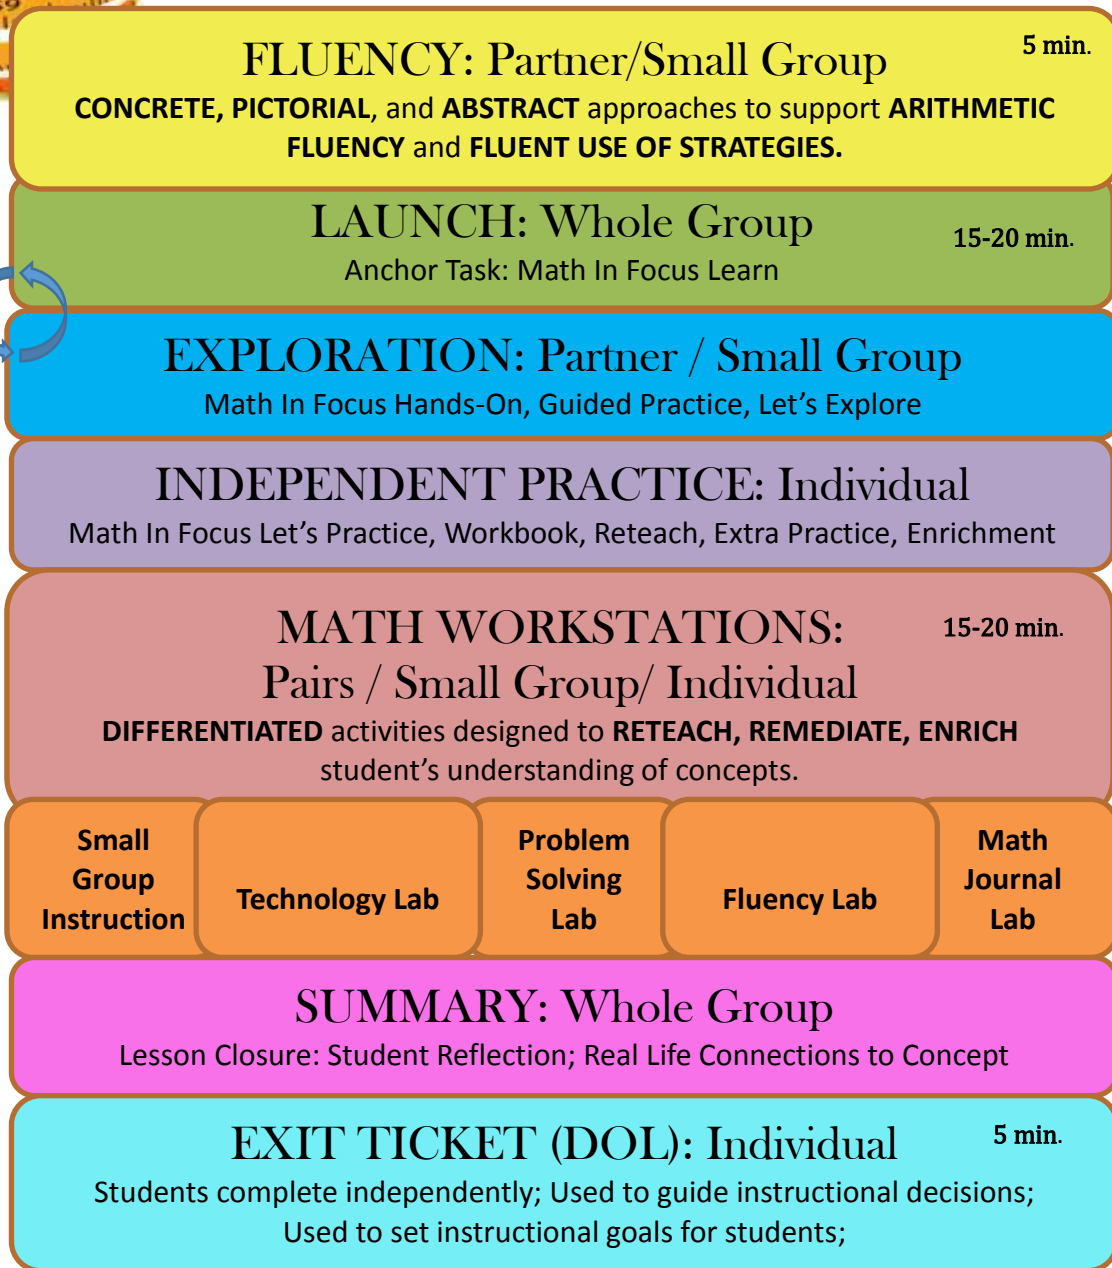 FLUENCY: Partner/Small Group
5 min.
CONCRETE, PICTORIAL, and ABSTRACT approaches to support ARITHMETIC
FLUENCY and FLUENT USE OF STRATEGIES.
LAUNCH: Whole Group
15-20 min.
Anchor Task: Math In Focus Learn
EXPLORATION: Partner / Small Group
Math In Focus Hands-On, Guided Practice, Let's Explore
INDEPENDENT PRACTICE: Individual
Math In Focus Let's Practice, Workbook, Reteach, Extra Practice, Enrichment
MATH WORKSTATIONS:
15-20 min.
Pairs / Small Group/ Individual
DIFFERENTIATED activities designed to RETEACH, REMEDIATE, ENRICH
student's understanding of concepts.
Small
Group
Instruction
Technology Lab
Problem
Solving
Lab
Fluency Lab
Math
Journal
Lab
SUMMARY: Whole Group
Lesson Closure: Student Reflection; Real Life Connections to Concept
EXIT TICKET (DOL): Individual
5 min.
Students complete independently; Used to guide instructional decisions;
Used to set instructional goals for students;